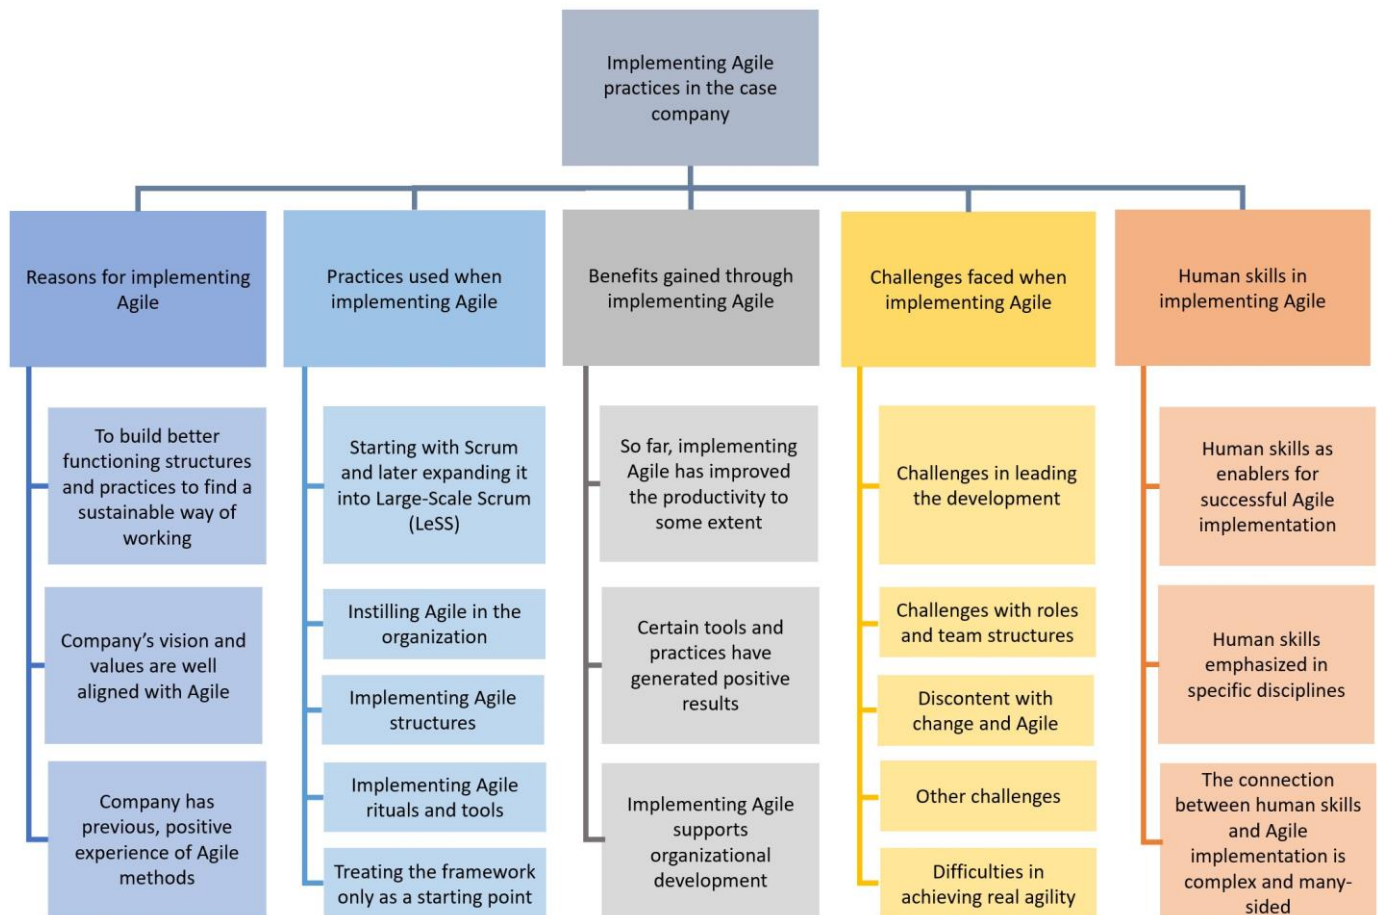 Implementing Agile
practices in the case
company
Reasons for implementing
Agile
Practices used when
implementing Agile
Benefits gained through
implementing Agile
Challenges faced when
implementing Agile
Human skills in
implementing Agile
To build better
functioning structures
and practices to find a
sustainable way of
working
Company’s vision and
values are well
aligned with Agile
Company has
previous, positive
experience of Agile
methods
Starting with Scrum
and later expanding it
into Large-Scale Scrum
(LeSS)
Instilling Agile in the
organization
Implementing Agile
structures
Implementing Agile
rituals and tools
Treating the framework
only as a starting point
So far, implementing
Agile has improved
the productivity to
some extent
Certain tools and
practices have
generated positive
results
Implementing Agile
supports
organizational
development
Challenges in leading
the development
Challenges with roles
and team structures
Discontent with
change and Agile
Other challenges
Difficulties in
achieving real agility
Human skills as
enablers for
successful Agile
implementation
Human skills
emphasized in
specific disciplines
The connection
between human skills
and Agile
implementation is
complex and many-
sided